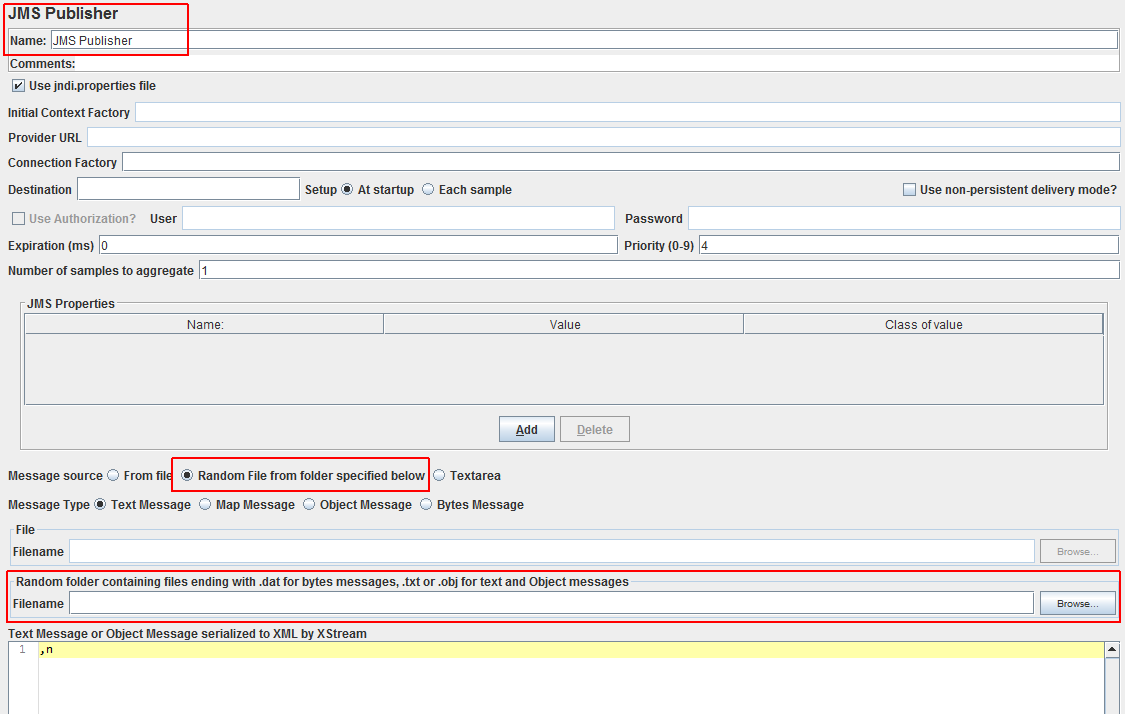 JMS Publisher
Name: JMS Publisher
Comments:
Use jndi.properties file
Initial Context Factory
Provider URL
Connection Factory
Destination Setup At startup Each sample Use non-persistent delivery mode?
Use Authorization? User Password
Expiration (ms) 0 Priority (0-9) 4
Number of samples to aggregate 1
JMS Properties
Name: Value Class of value
Add Delete
Message source From file Random File from folder specified below Textarea
Message Type Text Message Map Message Object Message Bytes Message
File
Filename Browse...
Random folder containing files ending with .dat for bytes messages, .txt or .obj for text and Object messages
Filename Browse...
Text Message or Object Message serialized to XML by XStream
1 ,n